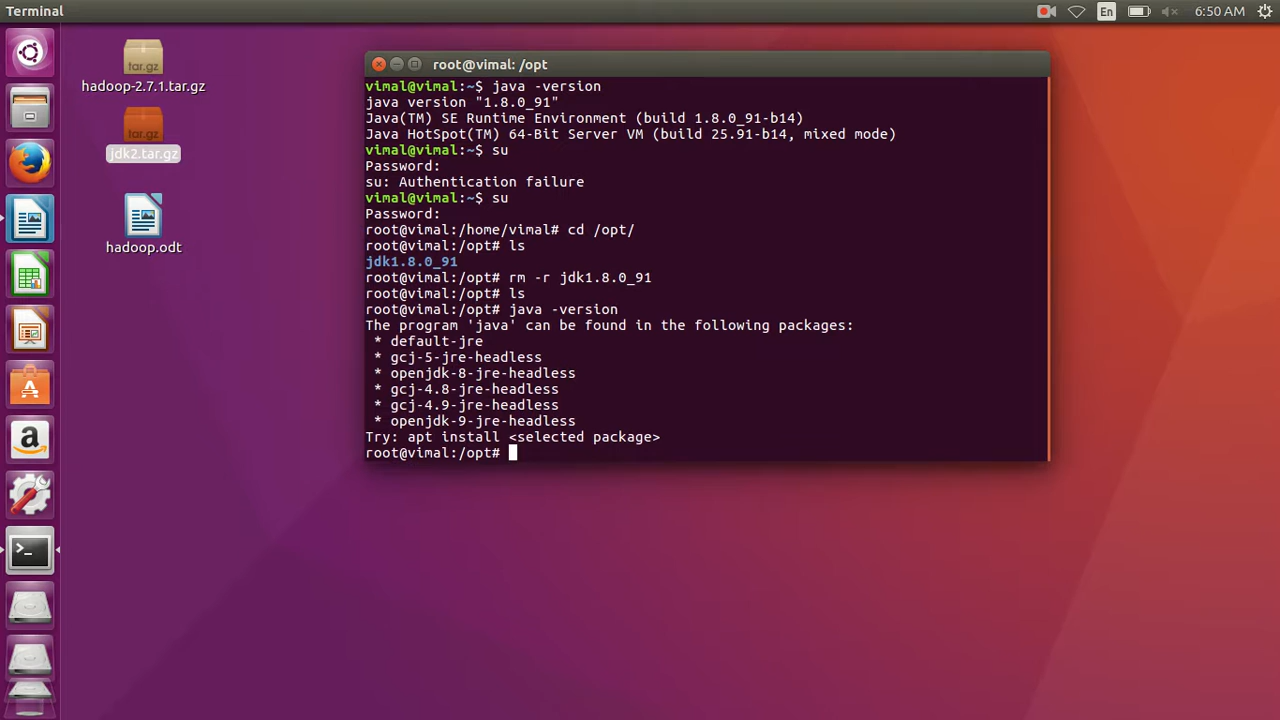 Terminal
En
6:50 AM
tar.gz
hadoop-2.7.1.tar.gz
tar.gz
jdk2.tar.gz
hadoop.odt
root@vimal: /opt
vimal@vimal:~$ java -version
java version "1.8.0_91"
Java(TM) SE Runtime Environment (build 1.8.0_91-b14)
Java HotSpot(TM) 64-Bit Server VM (build 25.91-b14, mixed mode)
vimal@vimal:~$ su
Password:
su: Authentication failure
vimal@vimal:~$ su
Password:
root@vimal:/home/vimal# cd /opt/
root@vimal:/opt# ls
jdk1.8.0_91
root@vimal:/opt# rm -r jdk1.8.0_91
root@vimal:/opt# ls
root@vimal:/opt# java -version
The program 'java' can be found in the following packages:
* default-jre
* gcj-5-jre-headless
* openjdk-8-jre-headless
* gcj-4.8-jre-headless
* gcj-4.9-jre-headless
* openjdk-9-jre-headless
Try: apt install <selected package>
root@vimal:/opt#